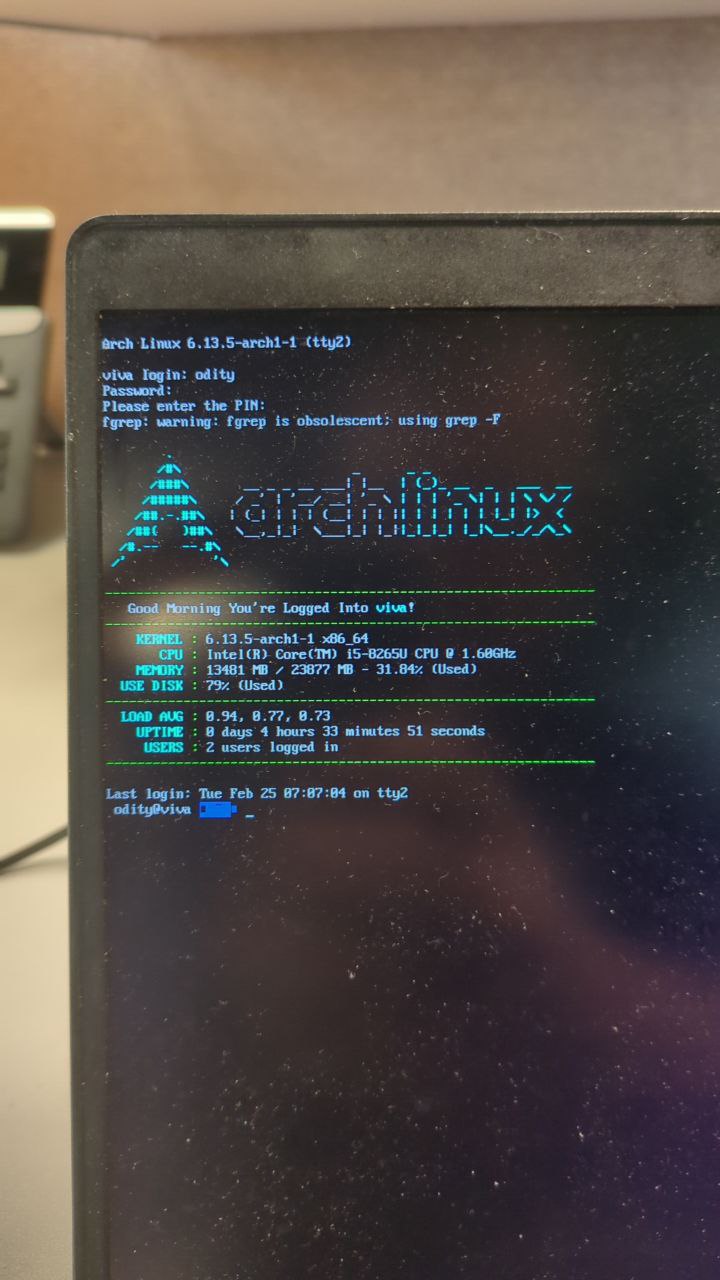 Arch Linux 6.13.5-arch1-1 (tty2)
viva login: odity
Password:
Please enter the PIN:
fgrep: warning: fgrep is obsolescent; using grep -F
archlinux
Good Morning You're Logged Into viva!
KERNEL : 6.13.5-arch1-1 x86_64
CPU : Intel(R) Core(TM) i5-8265U CPU @ 1.60GHz
MEMORY : 13481 MB / 23877 MB - 31.84% (Used)
USE DISK : 79% (Used)
LOAD AVG : 0.94, 0.77, 0.73
UPTIME : 0 days 4 hours 33 minutes 51 seconds
USERS : 2 users logged in
Last login: Tue Feb 25 07:07:04 on tty2
odity@viva